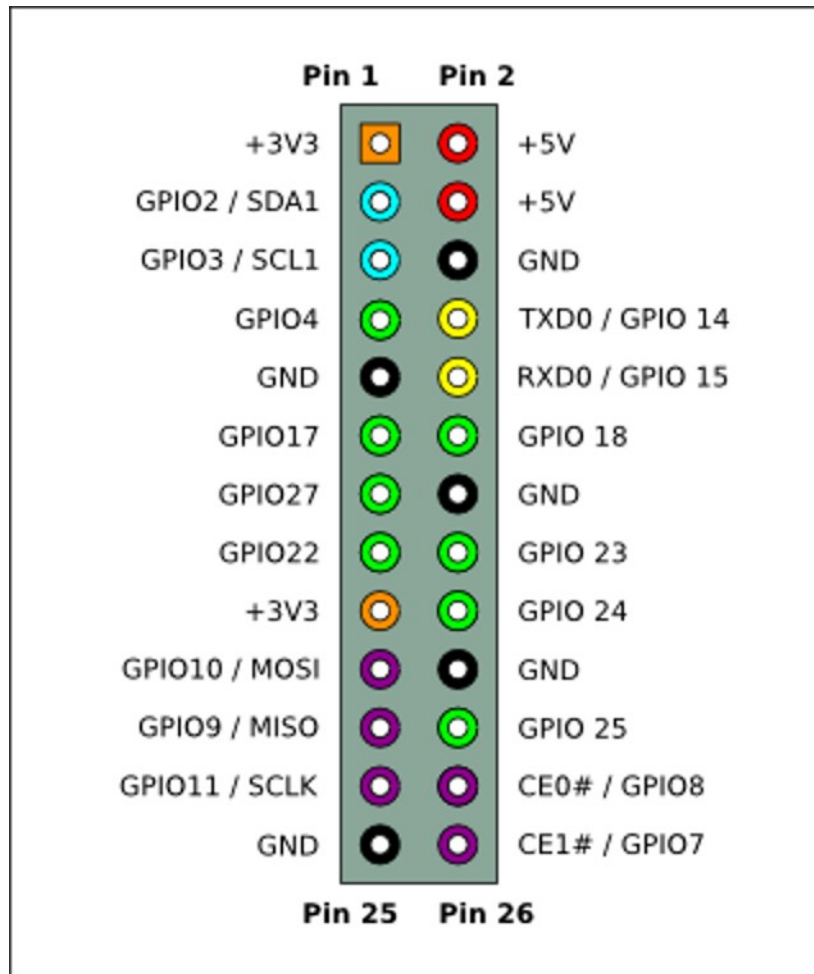 Pin 1 Pin 2
+3V3 +5V
GPIO2 / SDA1 +5V
GPIO3 / SCL1 GND
GPIO4 TXD0 / GPIO 14
GND RXD0 / GPIO 15
GPIO17 GPIO 18
GPIO27 GND
GPIO22 GPIO 23
+3V3 GPIO 24
GPIO10 / MOSI GND
GPIO9 / MISO GPIO 25
GPIO11 / SCLK CE0# / GPIO8
GND CE1# / GPIO7
Pin 25 Pin 26